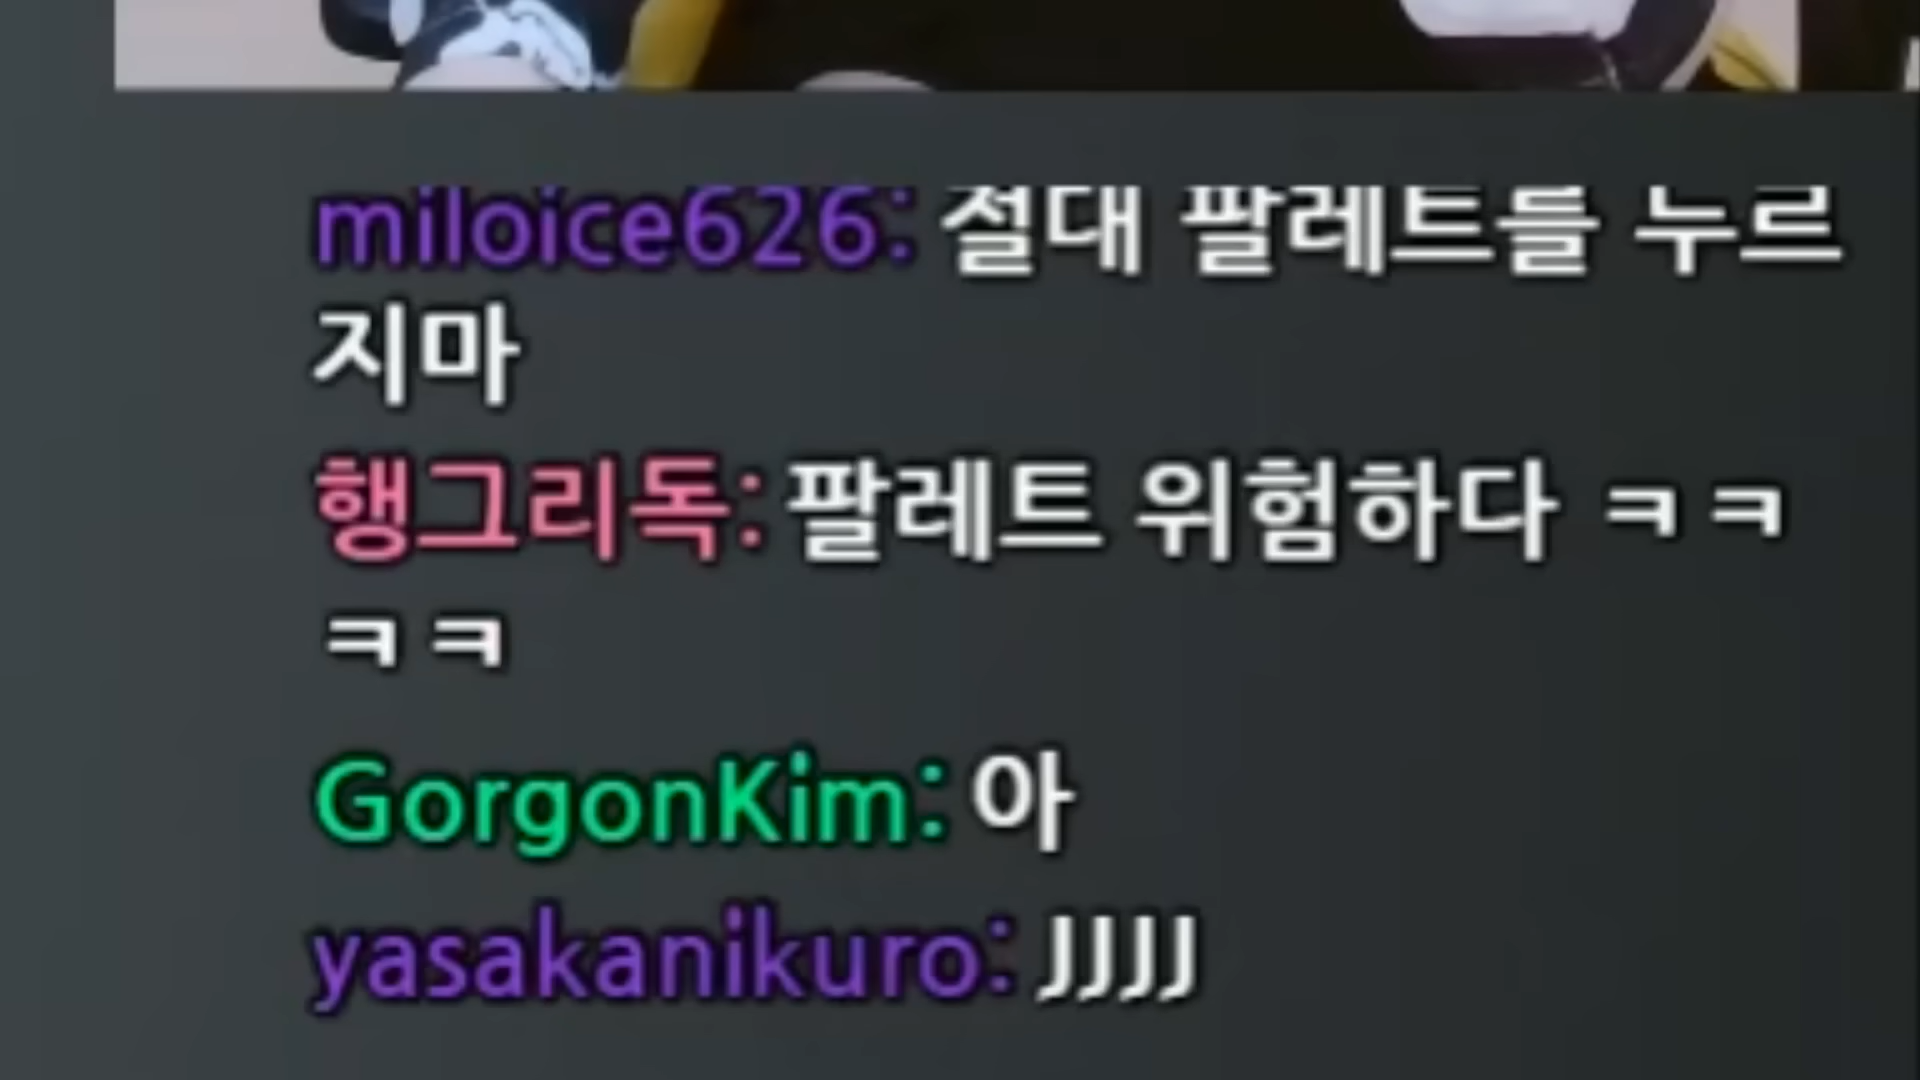 miloice626: 절대 팔레트를 누르
지마
행그리독: 팔레트 위험하다 ㅋㅋ
ㅋㅋ
GorgonKim: 아
yasakanikuro: JJJJ